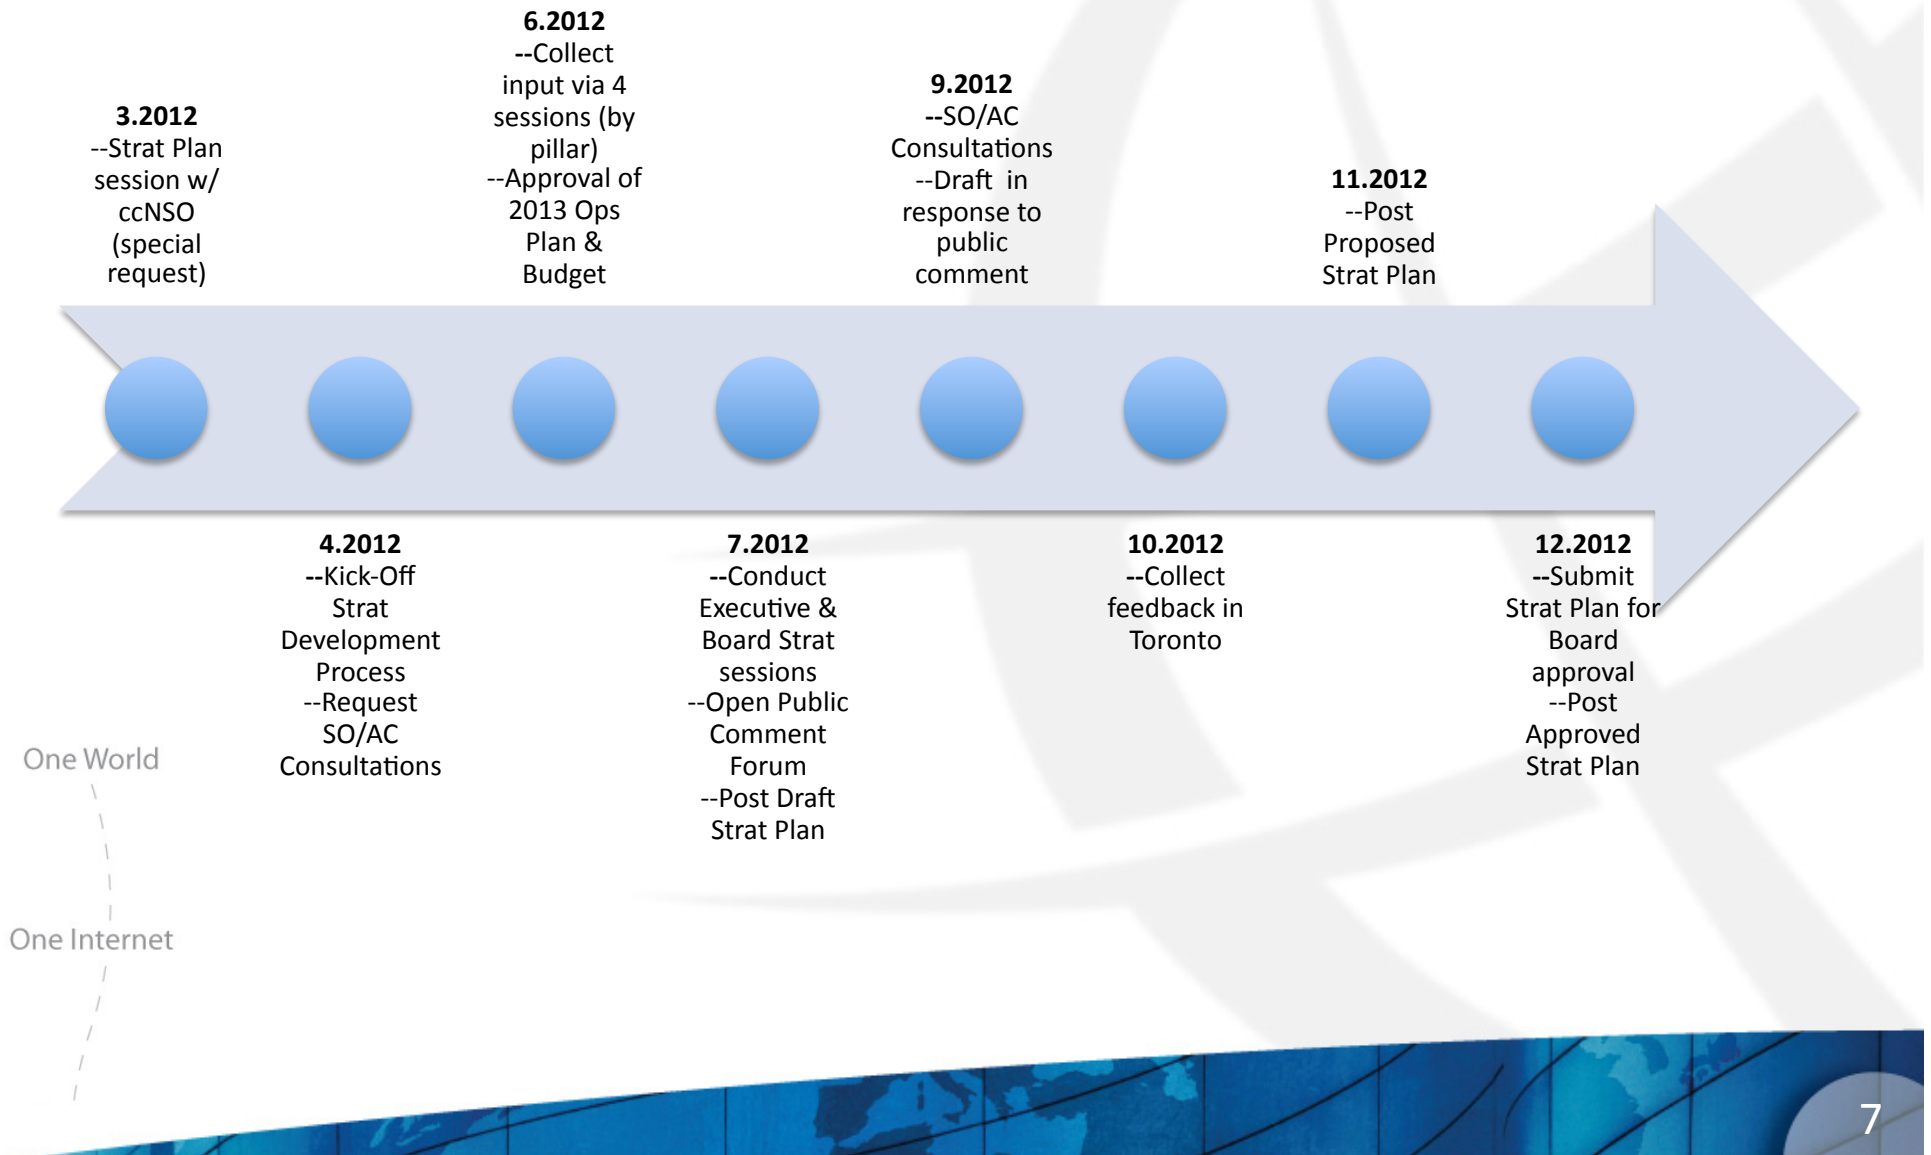 3.2012
--Strat Plan
session w/
ccNSO
(special
request)
4.2012
--Kick-Off
Strat
Development
Process
--Request
SO/AC
Consultations
6.2012
--Collect
input via 4
sessions (by
pillar)
--Approval of
2013 Ops
Plan &
Budget
7.2012
--Conduct
Executive &
Board Strat
sessions
--Open Public
Comment
Forum
--Post Draft
Strat Plan
9.2012
--SO/AC
Consultations
--Draft in
response to
public
comment
10.2012
--Collect
feedback in
Toronto
11.2012
--Post
Proposed
Strat Plan
12.2012
--Submit
Strat Plan for
Board
approval
--Post
Approved
Strat Plan
One World
One Internet
7